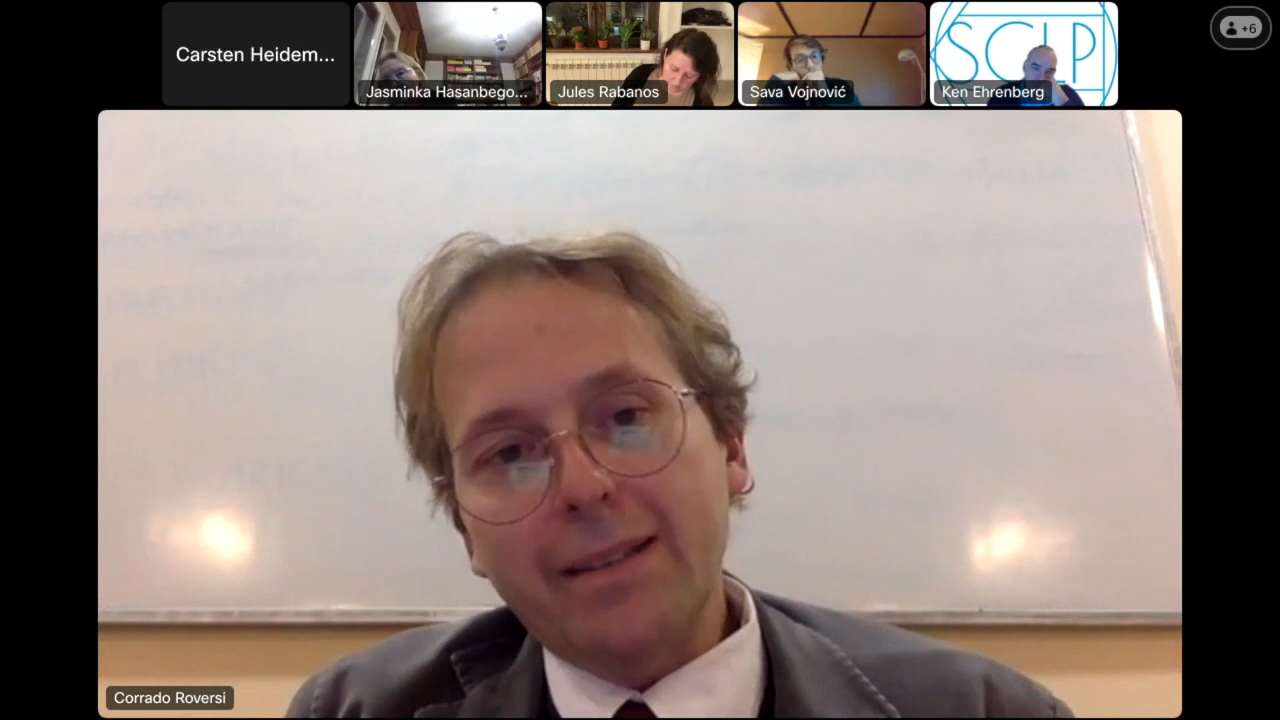 Carsten Heidem...
Jasminka Hasanbego...
Jules Rabanos
Sava Vojnović
Ken Ehrenberg
SCLP
+6
Corrado Roversi